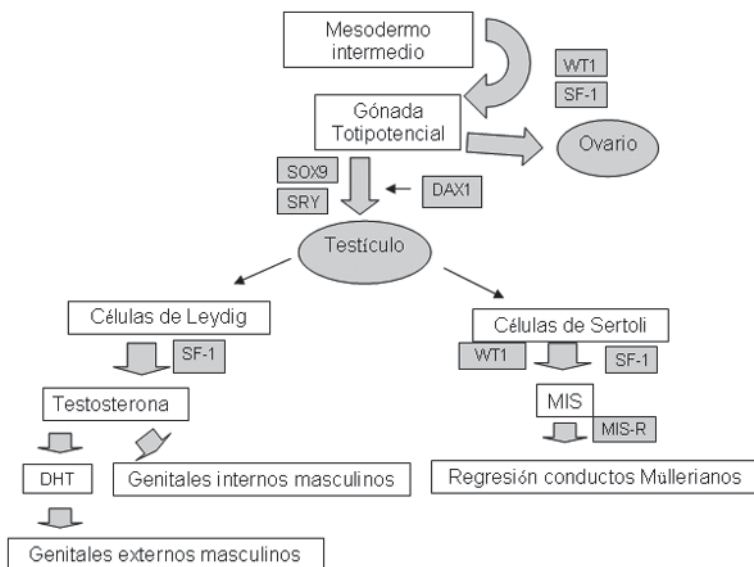 Mesodermo
intermedio
WT1
SF-1
Gónada
Totipotencial
Ovario
SOX9
SRY
DAX1
Testículo
Células de Leydig
Células de Sertoli
SF-1
WT1
SF-1
Testosterona
MIS
MIS-R
DHT
Genitales internos masculinos
Regresión conductos Müllerianos
Genitales externos masculinos